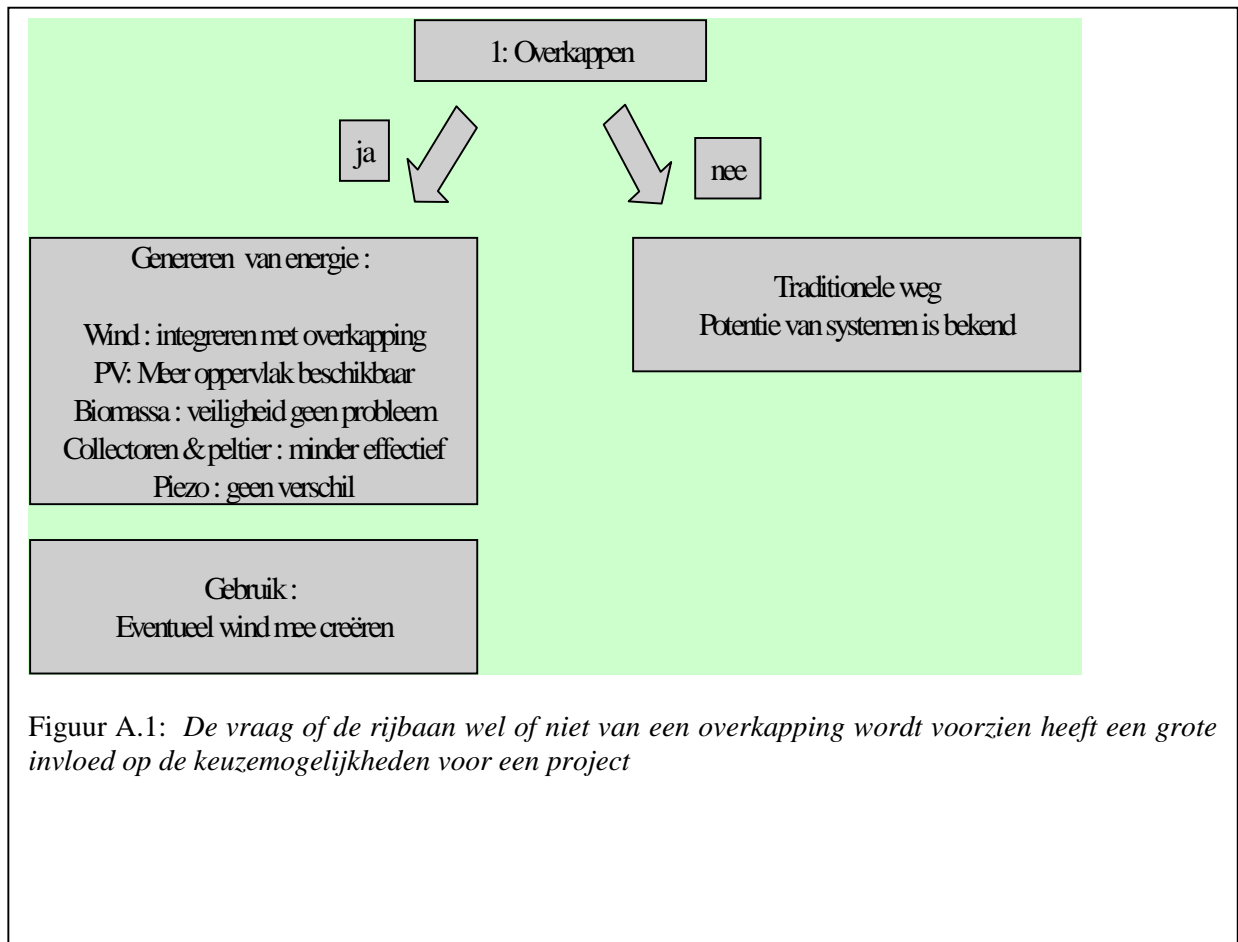 1: Overkappen
ja
nee
Genereren van energie :
Wind : integreren met overkapping
PV: Meer oppervlak beschikbaar
Biomassa : veiligheid geen probleem
Collectoren & peltier : minder effectief
Piezo : geen verschil
Traditionele weg
Potentie van systemen is bekend
Gebruik :
Eventueel wind mee creëren
Figuur A.1: De vraag of de rijbaan wel of niet van een overkapping wordt voorzien heeft een grote
invloed op de keuzemogelijkheden voor een project